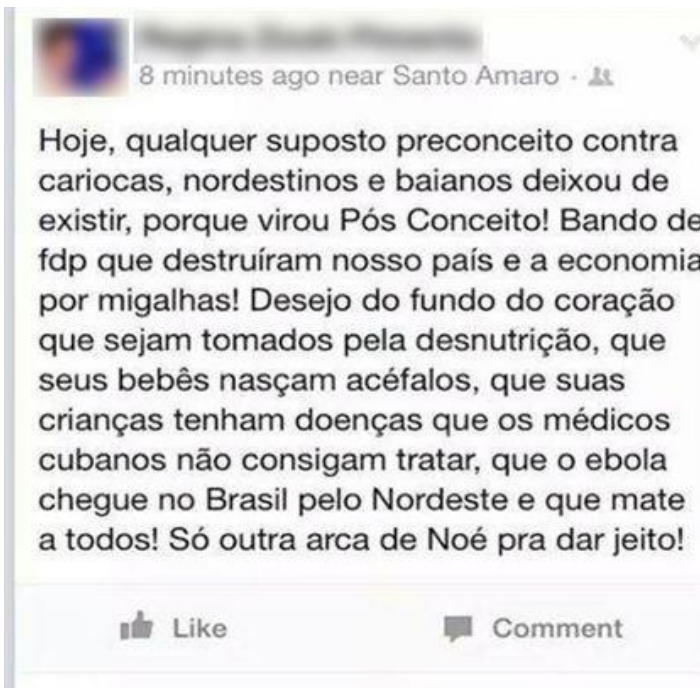 8 minutes ago near Santo Amaro ·
Hoje, qualquer suposto preconceito contra
cariocas, nordestinos e baianos deixou de
existir, porque virou Pós Conceito! Bando de
fdp que destruíram nosso país e a economia
por migalhas! Desejo do fundo do coração
que sejam tomados pela desnutrição, que
seus bebês nasçam acéfalos, que suas
crianças tenham doenças que os médicos
cubanos não consigam tratar, que o ebola
chegue no Brasil pelo Nordeste e que mate
a todos! Só outra arca de Noé pra dar jeito!
Like
Comment